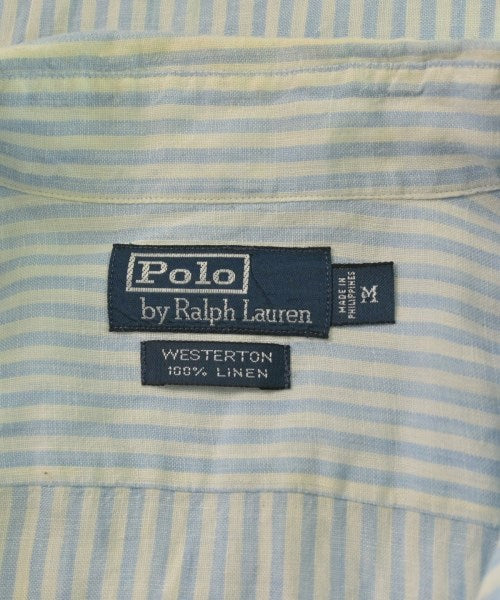 Polo
by Ralph Lauren
MADE IN
PHILIPPINES
M
WESTERTON
100% LINEN